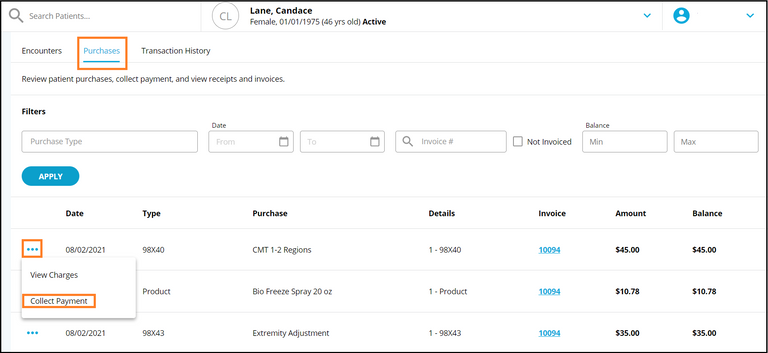 Search Patients...
CL
Lane, Candace
Female, 01/01/1975 (46 yrs old) Active
Encounters Purchases Transaction History
Review patient purchases, collect payment, and view receipts and invoices.
Filters
Date Balance
Purchase Type From To Invoice # Not Invoiced Min Max
APPLY
Date Type Purchase Details Invoice Amount Balance
08/02/2021 98X40 CMT 1-2 Regions 1 - 98X40 10094 $45.00 $45.00
View Charges
Product Bio Freeze Spray 20 oz 1 - Product 10094 $10.78 $10.78
Collect Payment
08/02/2021 98X43 Extremity Adjustment 1 - 98X43 10094 $35.00 $35.00